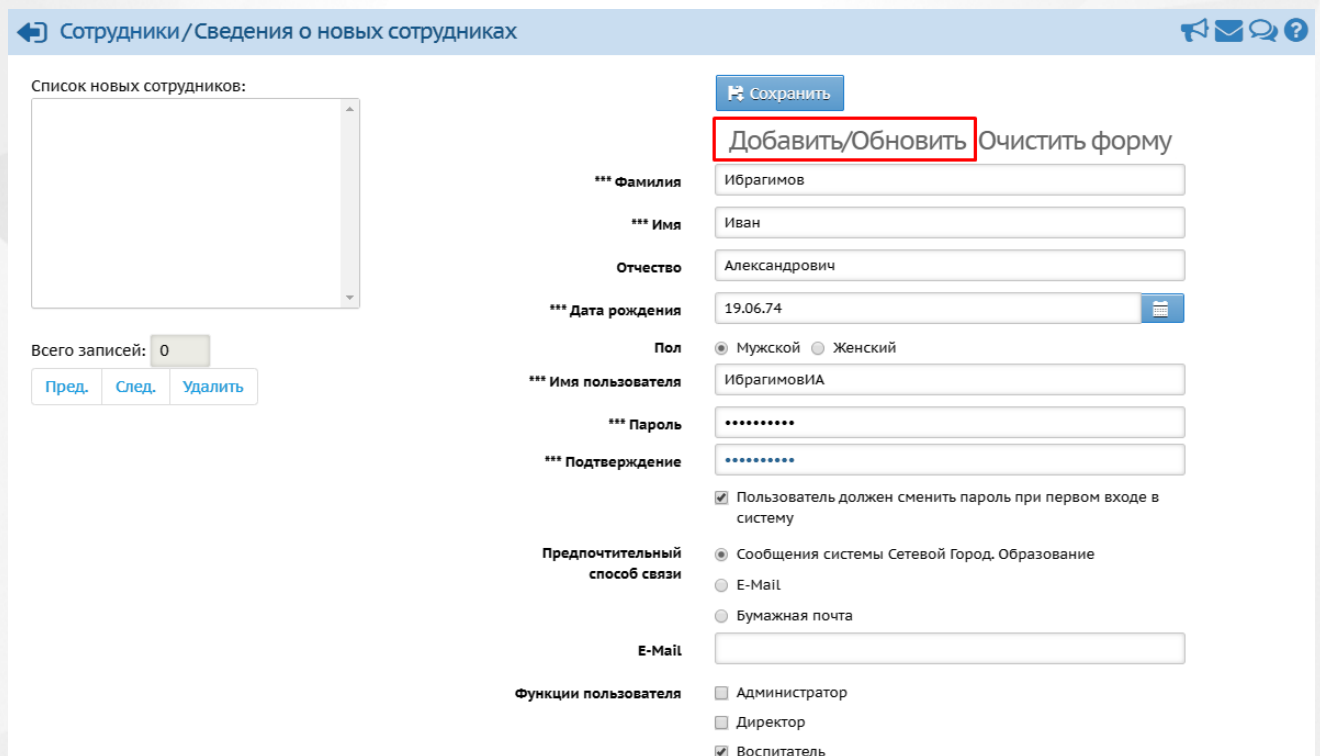 Сотрудники / Сведения о новых сотрудниках
Список новых сотрудников:
Всего записей: 0
Пред. След. Удалить
Сохранить
Добавить/Обновить Очистить форму
*** Фамилия Ибрагимов
*** Имя Иван
Отчество Александрович
*** Дата рождения 19.06.74
Пол Мужской Женский
*** Имя пользователя ИбрагимовИА
*** Пароль ••••••••••
*** Подтверждение ••••••••••
Пользователь должен сменить пароль при первом входе в
систему
Предпочтительный
способ связи
Сообщения системы Сетевой Город. Образование
E-Mail
Бумажная почта
E-Mail
Функции пользователя Администратор
Директор
Воспитатель